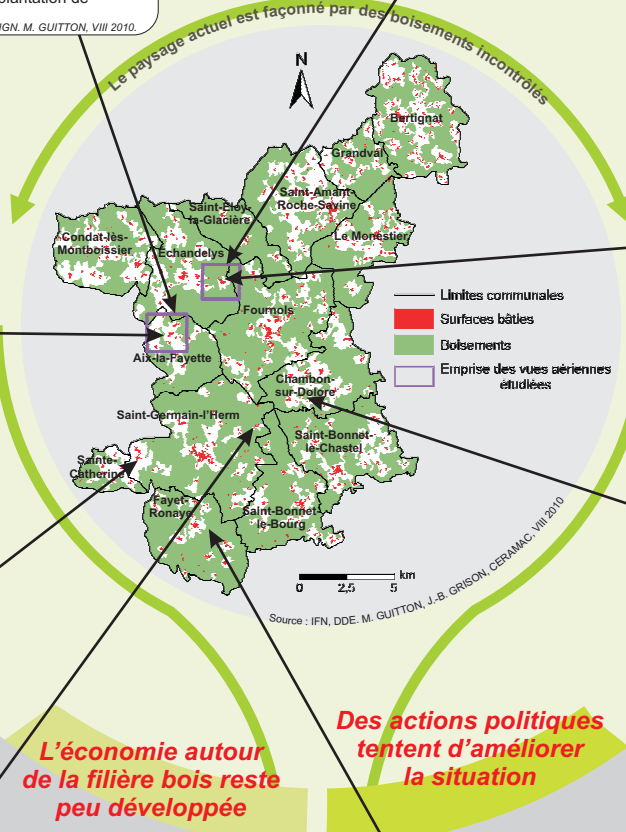 plantation de
IGN. M. GUITTON, VIII 2010.
Le paysage actuel est façonné par des boisements incontrôlés
N
Bertignat
Grandval
Saint-Amant-
Roche-Savine
Saint-Éloy-
la-Glacière
Le Monestier
Condat-lès-
Montboissier
Echandelys
Fournols
Aix-la-Fayette
Chambon-
sur-Dolore
Saint-Germain-l'Herm
Saint-Bonnet-
le-Chastel
Sainte-
Catherine
Fayet-
Ronaye
Saint-Bonnet-
le-Bourg
Limites communales
Surfaces bâties
Boisements
Emprise des vues aériennes
étudiées
0 2,5 5 km
Source : IFN, DDE. M. GUITTON, J.-B. GRISON, CERAMAC, VIII 2010
L'économie autour
de la filière bois reste
peu développée
Des actions politiques
tentent d'améliorer
la situation